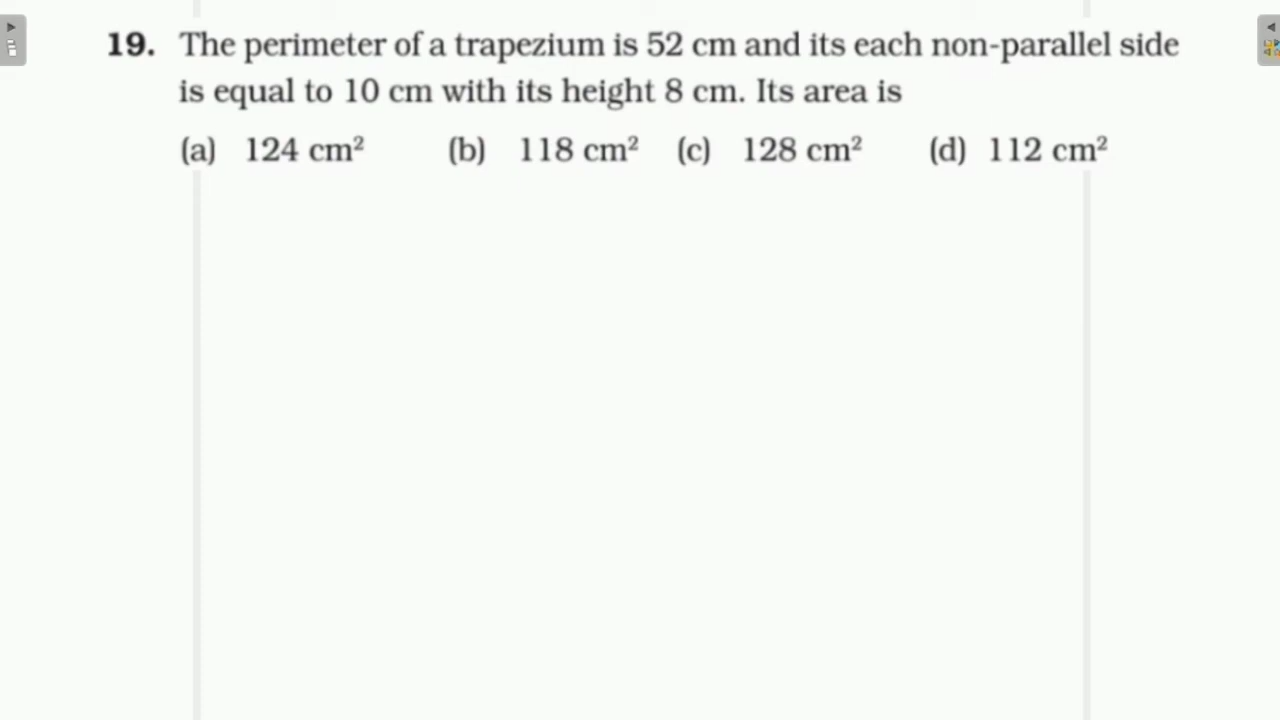 19. The perimeter of a trapezium is 52 cm and its each non-parallel side
is equal to 10 cm with its height 8 cm. Its area is
(a) 124 cm² (b) 118 cm² (c) 128 cm² (d) 112 cm²